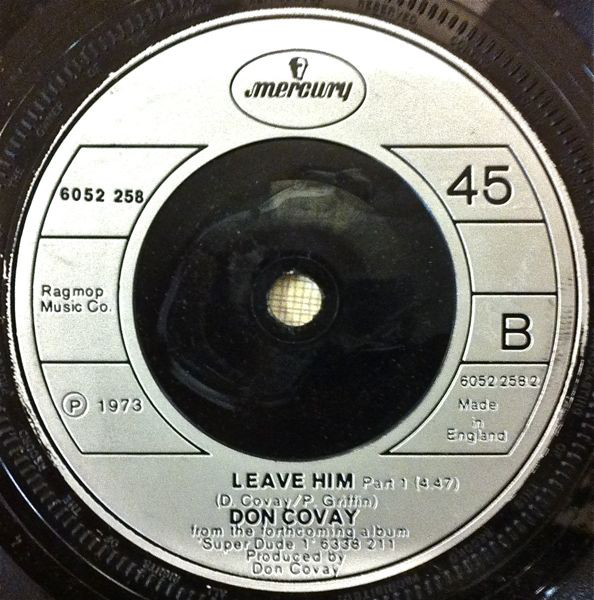 mercury
6052 258
45
Ragmop
Music Co.
B
6052 258 2
Ⓟ 1973
Made
in
England
LEAVE HIM Part 1 (4.47)
(D. Covay/P. Griffin)
DON COVAY
from the forthcoming album
'Super Dude 1' 6338 211
Produced by
Don Covay